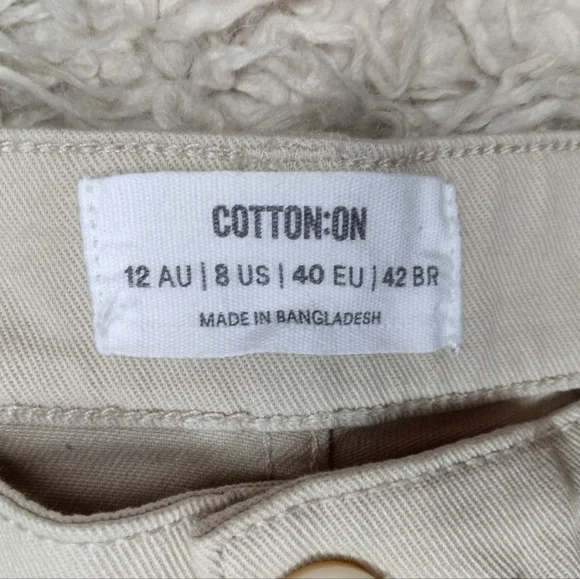 COTTON:ON
12 AU | 8 US | 40 EU | 42 BR
MADE IN BANGLADESH